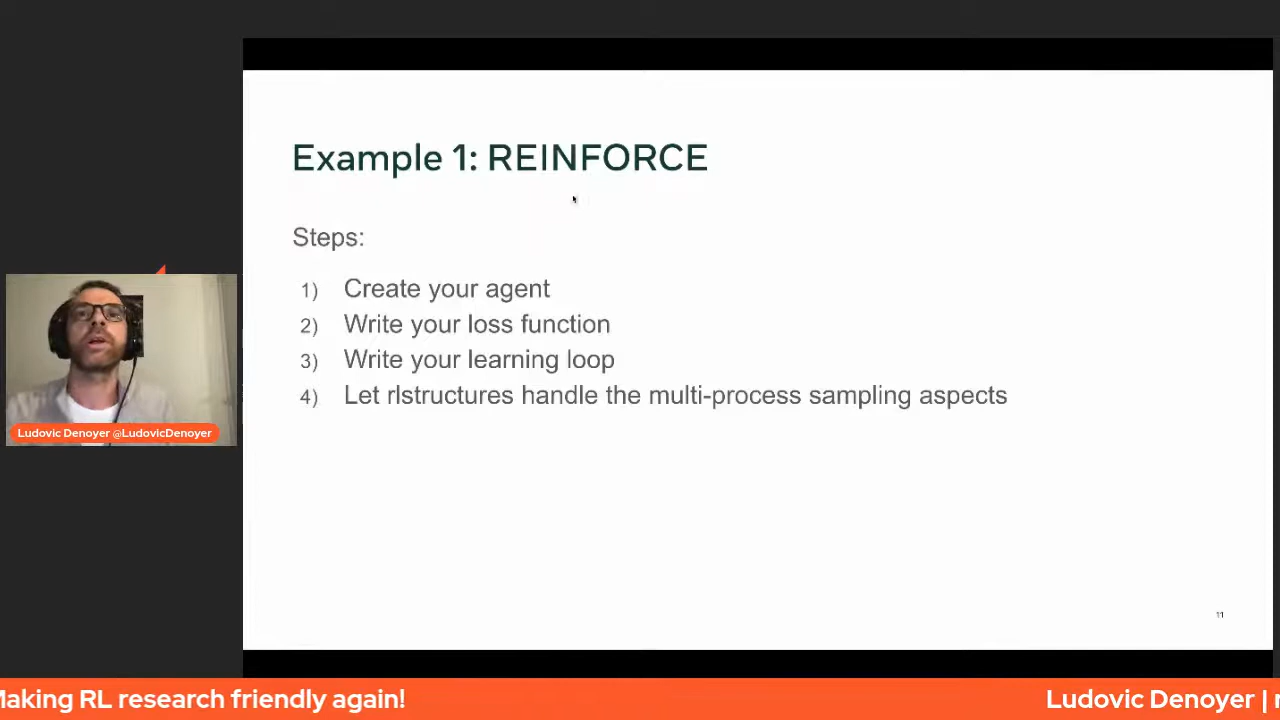 Example 1: REINFORCE
Steps:
1) Create your agent
2) Write your loss function
3) Write your learning loop
4) Let rlstructures handle the multi-process sampling aspects
Ludovic Denoyer @LudovicDenoyer
11
Making RL research friendly again!
Ludovic Denoyer |